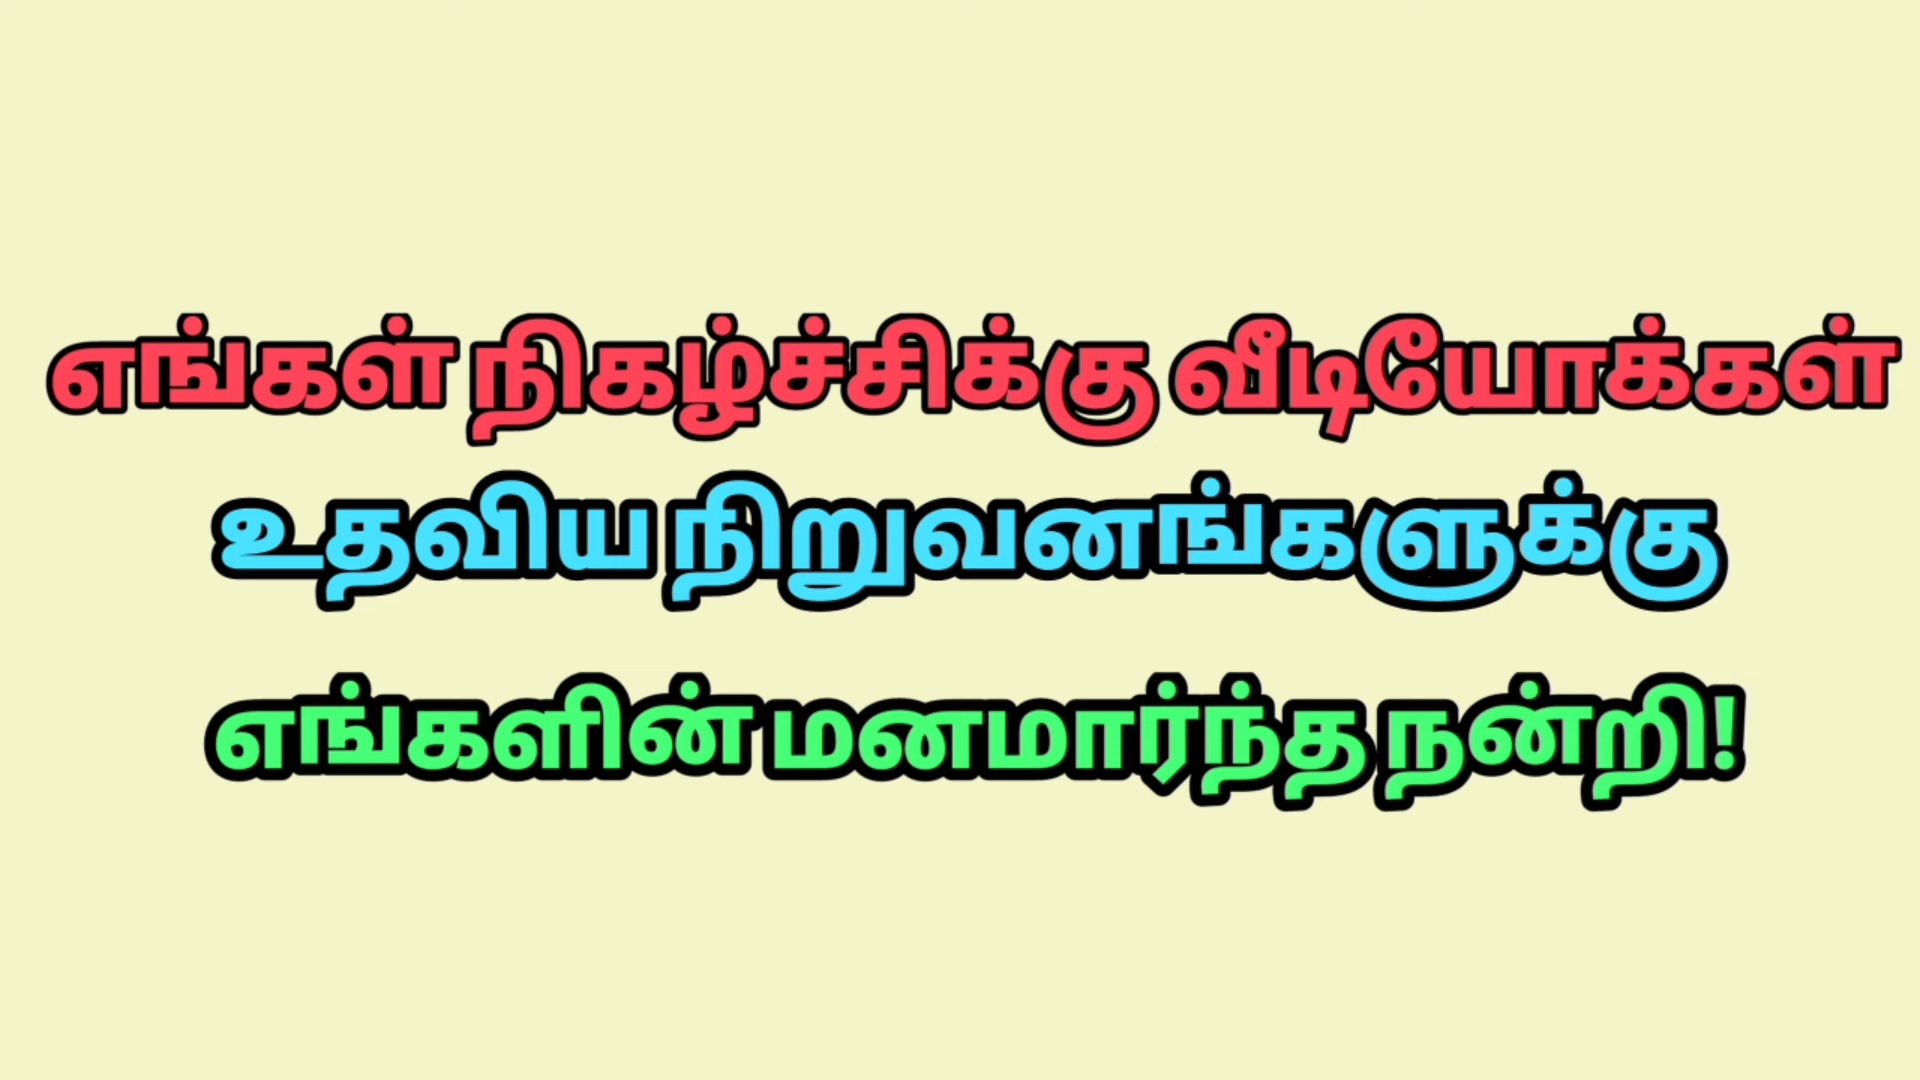 எங்கள் நிகழ்ச்சிக்கு வீடியோக்கள்
உதவிய நிறுவனங்களுக்கு
எங்களின் மனமார்ந்த நன்றி!